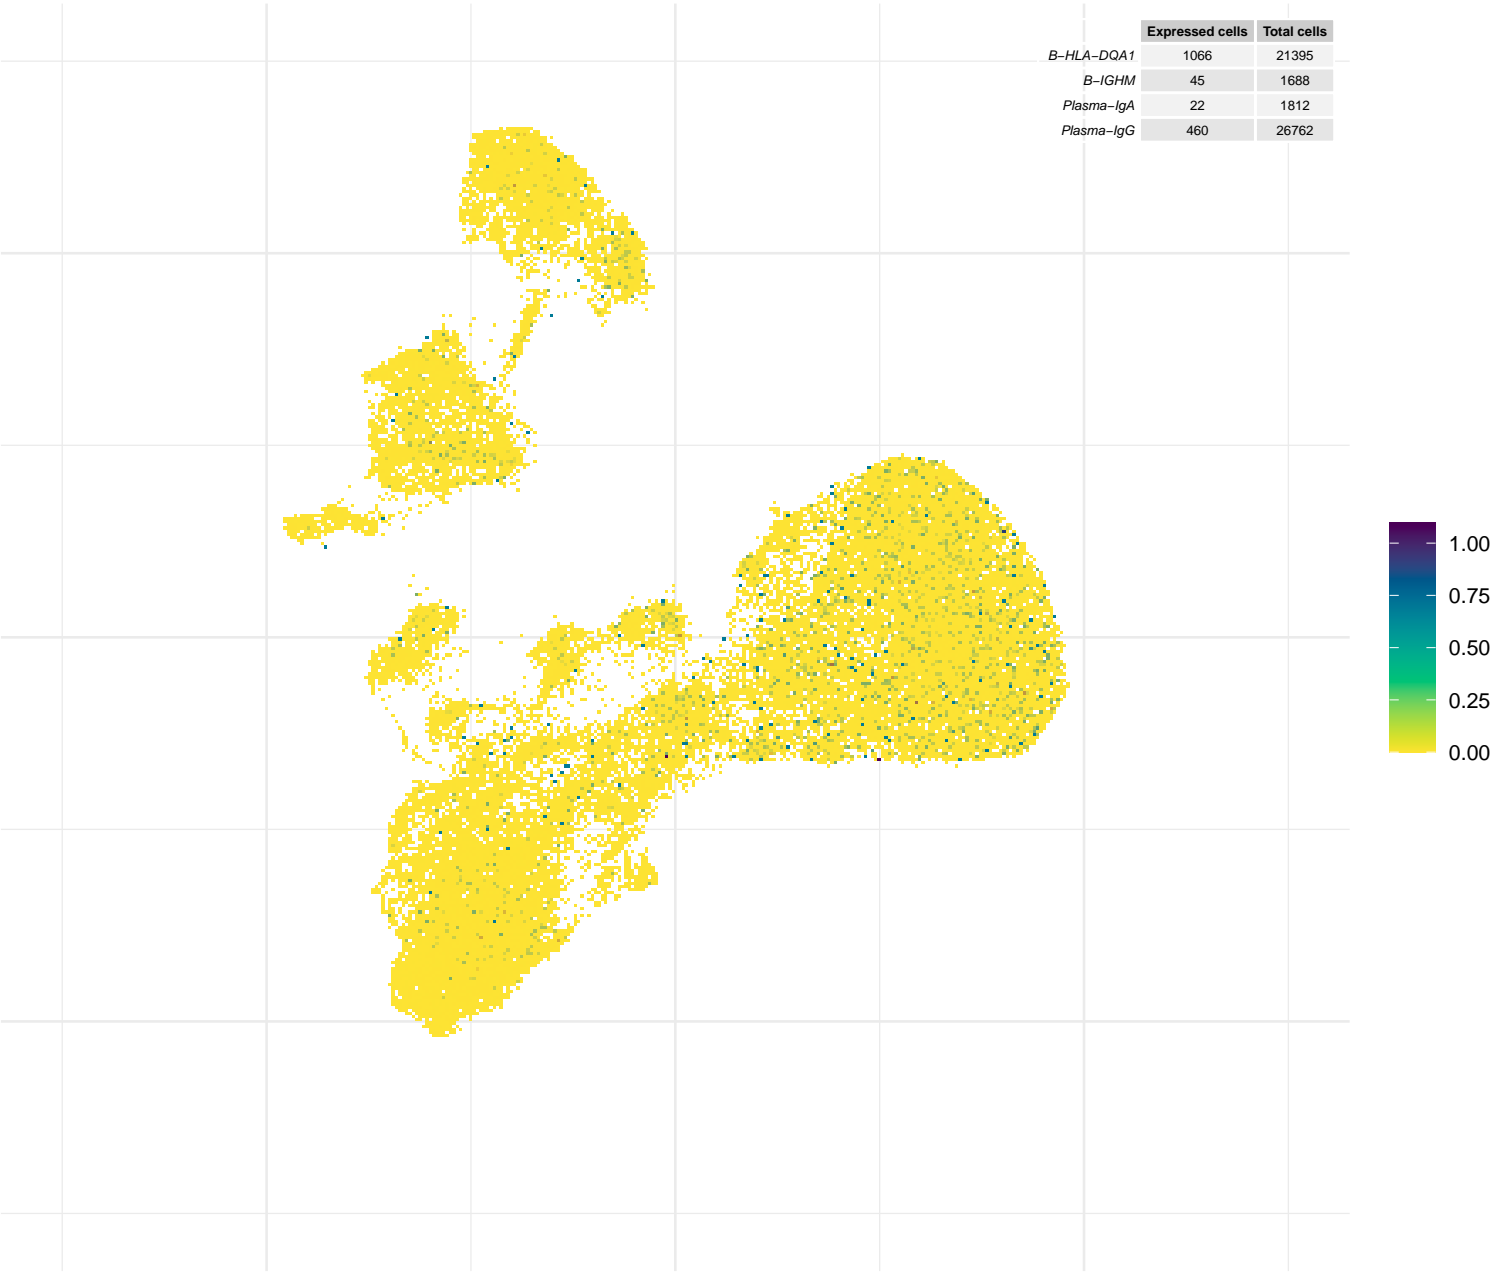 Expressed cells Total cells
B−HLA−DQA1 1066 21395
B−IGHM 45 1688
Plasma−IgA 22 1812
Plasma−IgG 460 26762
1.00
0.75
0.50
0.25
0.00